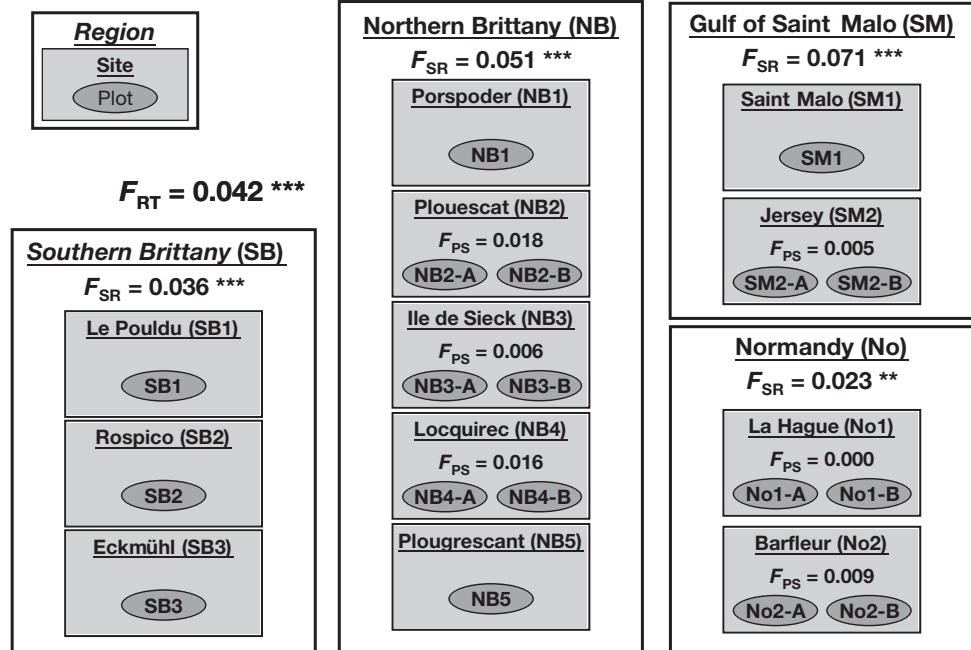 Region
Site
Plot
F_RT = 0.042 ***
Southern Brittany (SB)
F_SR = 0.036 ***
Le Pouldu (SB1)
SB1
Rospico (SB2)
SB2
Eckmühl (SB3)
SB3
Northern Brittany (NB)
F_SR = 0.051 ***
Porspoder (NB1)
NB1
Plouescat (NB2)
F_PS = 0.018
NB2-A NB2-B
Ile de Sieck (NB3)
F_PS = 0.006
NB3-A NB3-B
Locquirec (NB4)
F_PS = 0.016
NB4-A NB4-B
Plougrescant (NB5)
NB5
Gulf of Saint Malo (SM)
F_SR = 0.071 ***
Saint Malo (SM1)
SM1
Jersey (SM2)
F_PS = 0.005
SM2-A SM2-B
Normandy (No)
F_SR = 0.023 **
La Hague (No1)
F_PS = 0.000
No1-A No1-B
Barfleur (No2)
F_PS = 0.009
No2-A No2-B